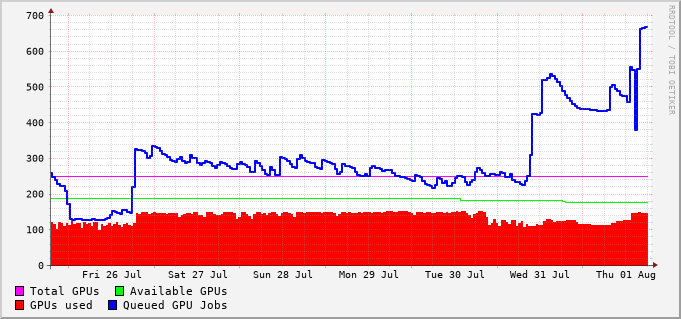 700
600
500
400
300
200
100
0
Fri 26 Jul Sat 27 Jul Sun 28 Jul Mon 29 Jul Tue 30 Jul Wed 31 Jul Thu 01 Aug
Total GPUs Available GPUs
GPUs used Queued GPU Jobs
RRDTOOL / TOBI OETIKER